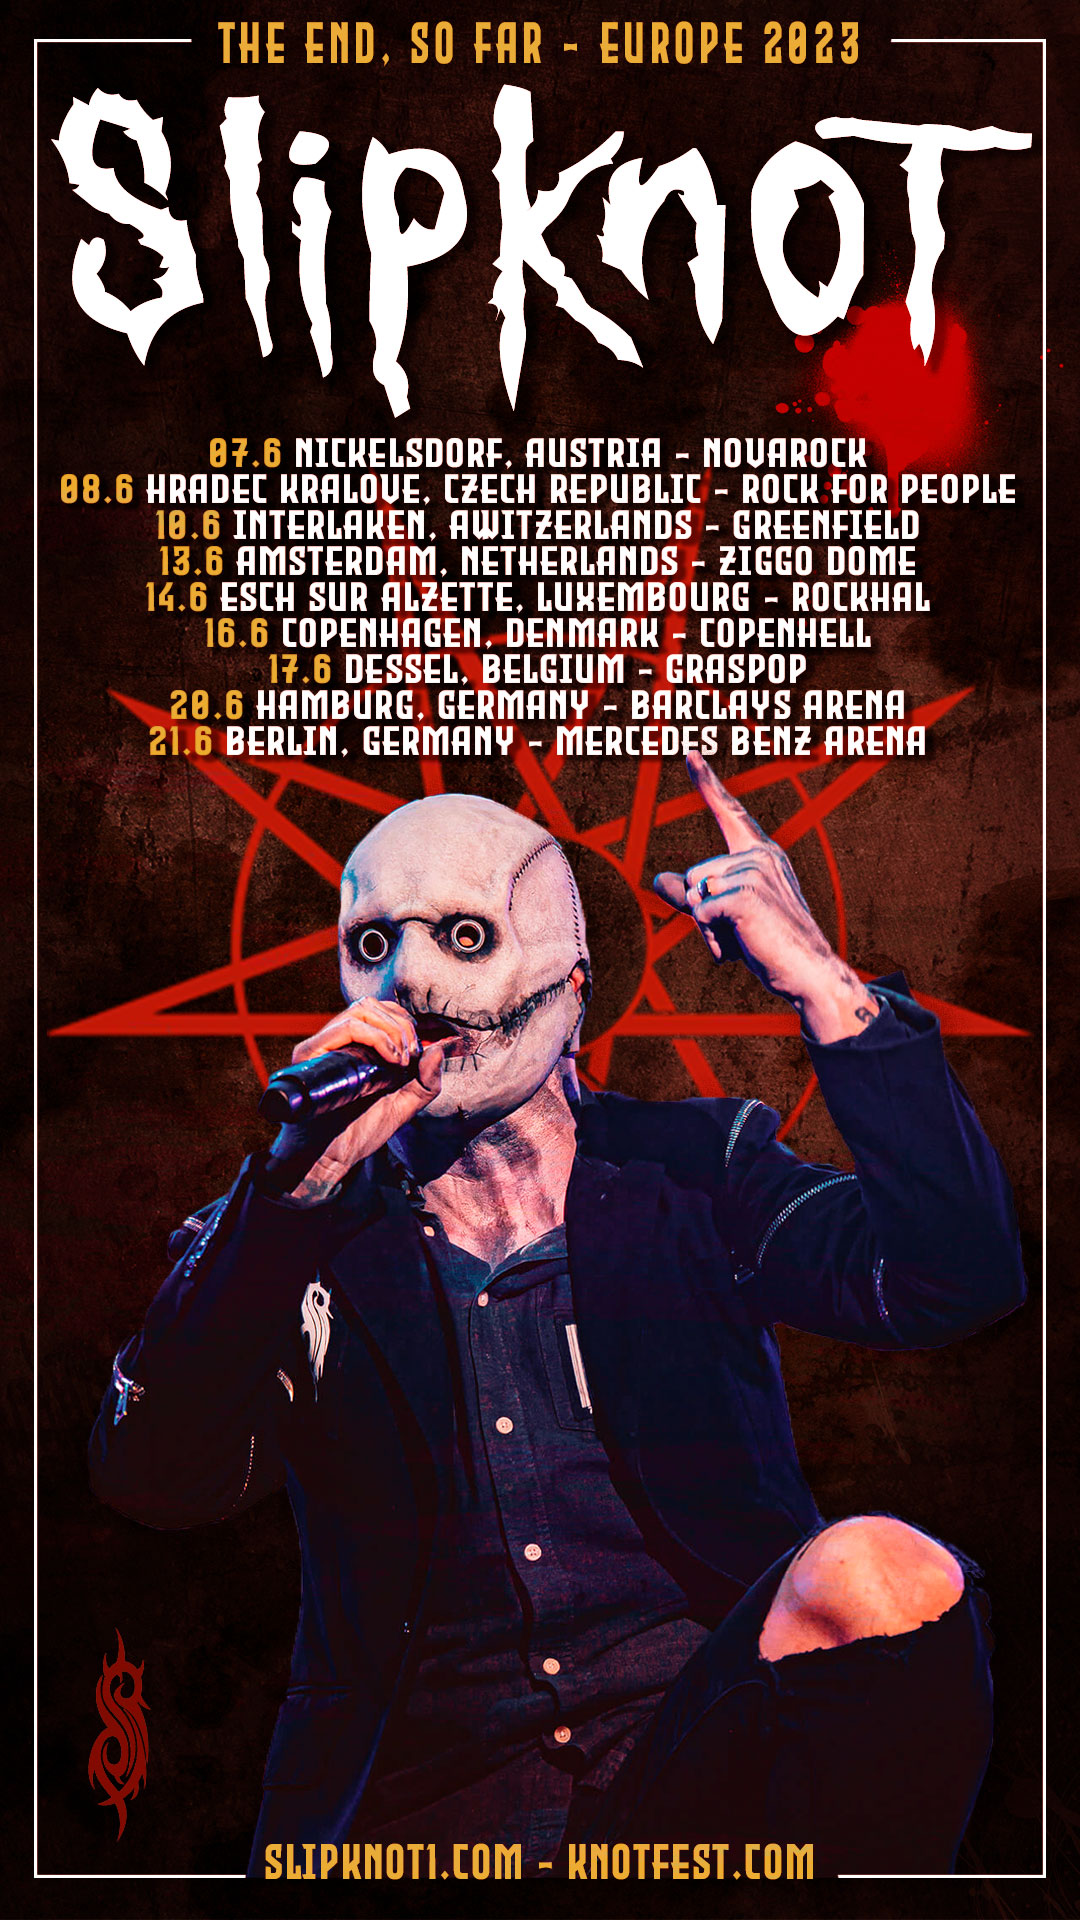 THE END, SO FAR - EUROPE 2023
SLIPKNOT
07.6 NICKELSDORF, AUSTRIA - NOVAROCK
08.6 HRADEC KRALOVE, CZECH REPUBLIC - ROCK FOR PEOPLE
10.6 INTERLAKEN, AWITZERLANDS - GREENFIELD
13.6 AMSTERDAM, NETHERLANDS - ZIGGO DOME
14.6 ESCH SUR ALZETTE, LUXEMBOURG - ROCKHAL
16.6 COPENHAGEN, DENMARK - COPENHELL
17.6 DESSEL, BELGIUM - GRASPOP
20.6 HAMBURG, GERMANY - BARCLAYS ARENA
21.6 BERLIN, GERMANY - MERCEDES BENZ ARENA
SLIPKNOT1.COM - KNOTFEST.COM